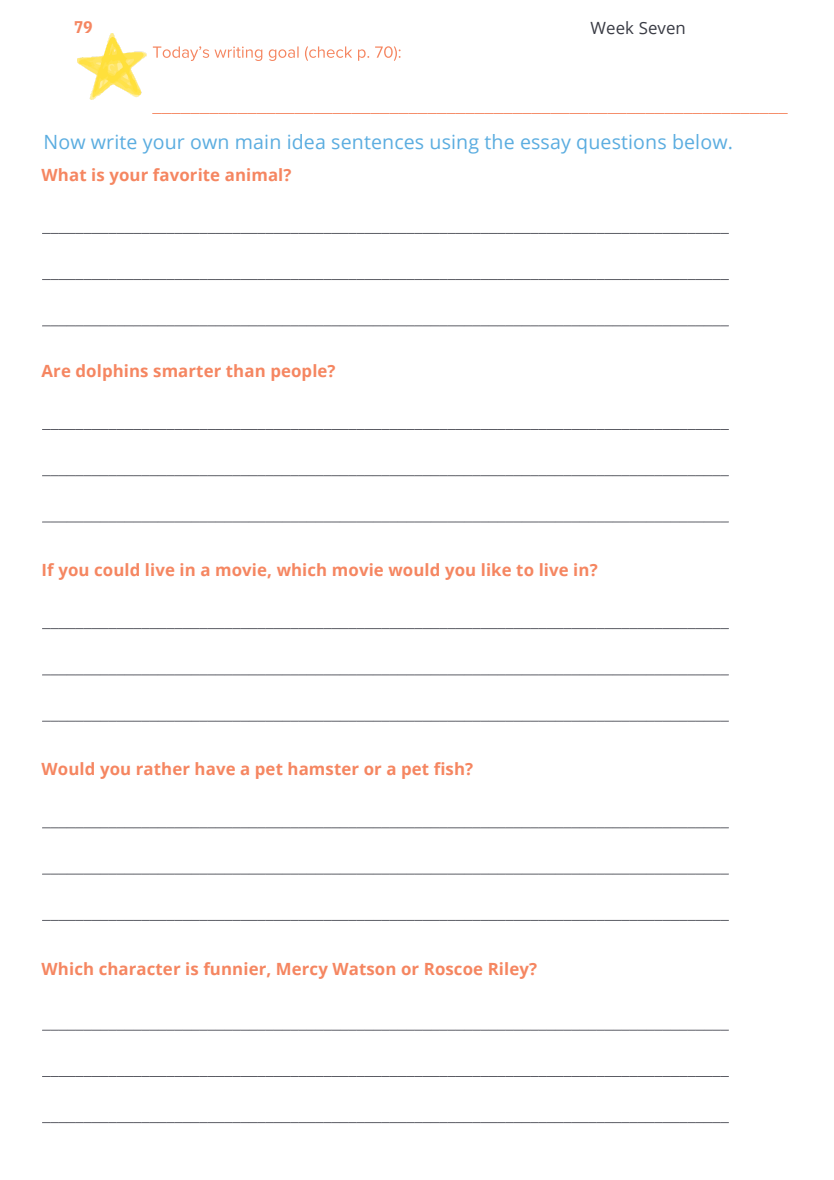 79
Week Seven
Today's writing goal (check p. 70):
Now write your own main idea sentences using the essay questions below.
What is your favorite animal?
Are dolphins smarter than people?
If you could live in a movie, which movie would you like to live in?
Would you rather have a pet hamster or a pet fish?
Which character is funnier, Mercy Watson or Roscoe Riley?